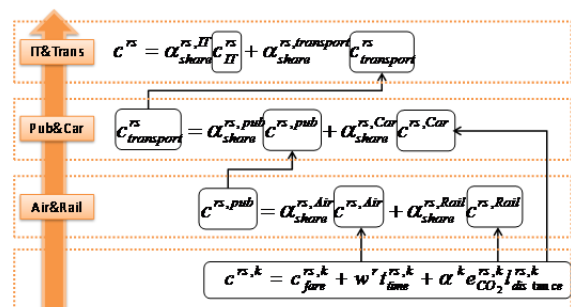 IT&Trans
c^{rs} = α_{share}^{rs,IT} c_{IT}^{rs} + α_{share}^{rs,transport} c_{transport}^{rs}
Pub&Car
c_{transport}^{rs} = α_{share}^{rs,pub} c^{rs,pub} + α_{share}^{rs,Car} c^{rs,Car}
Air&Rail
c^{rs,pub} = α_{share}^{rs,Air} c^{rs,Air} + α_{share}^{rs,Rail} c^{rs,Rail}
c^{rs,k} = c_{fare}^{rs,k} + w^{r} t_{time}^{rs,k} + α^{k} e_{CO_2}^{rs,k} l_{distance}^{rs,k}